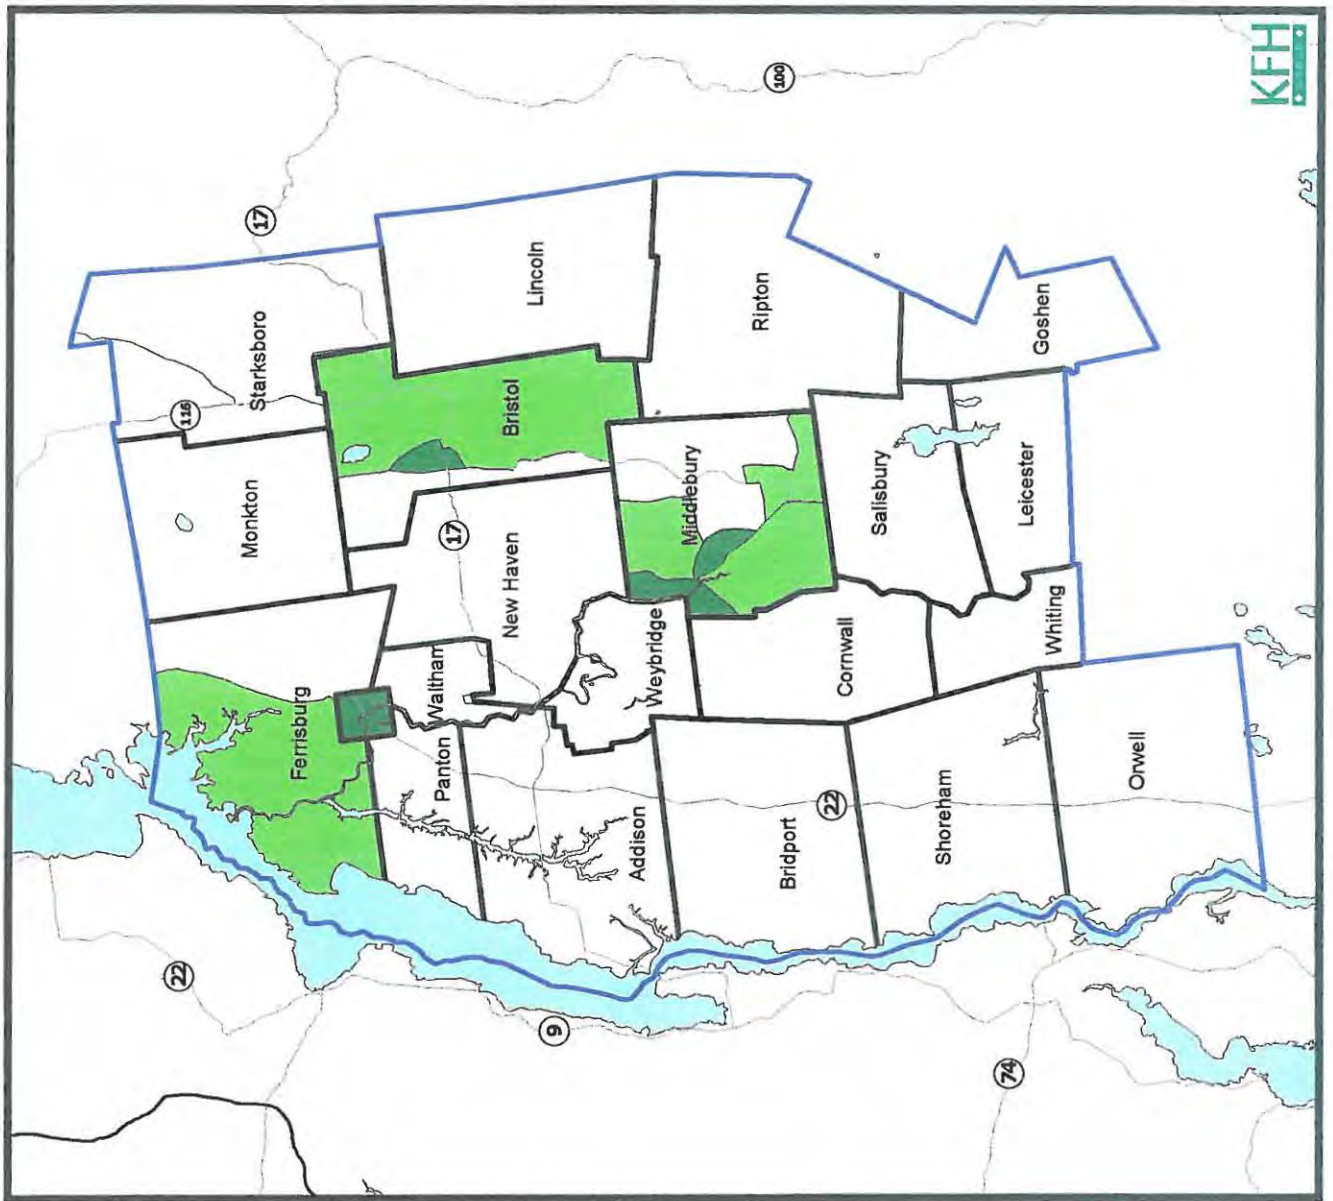 KFH
100
17
22
116
Starksboro
Lincoln
Ripton
Goshen
Monkton
Bristol
Middlebury
Salisbury
Leicester
17
New Haven
Ferrisburg
Waltham
Weybridge
Cornwall
Whiting
Panton
Addison
Bridport
22
Shoreham
Orwell
9
74